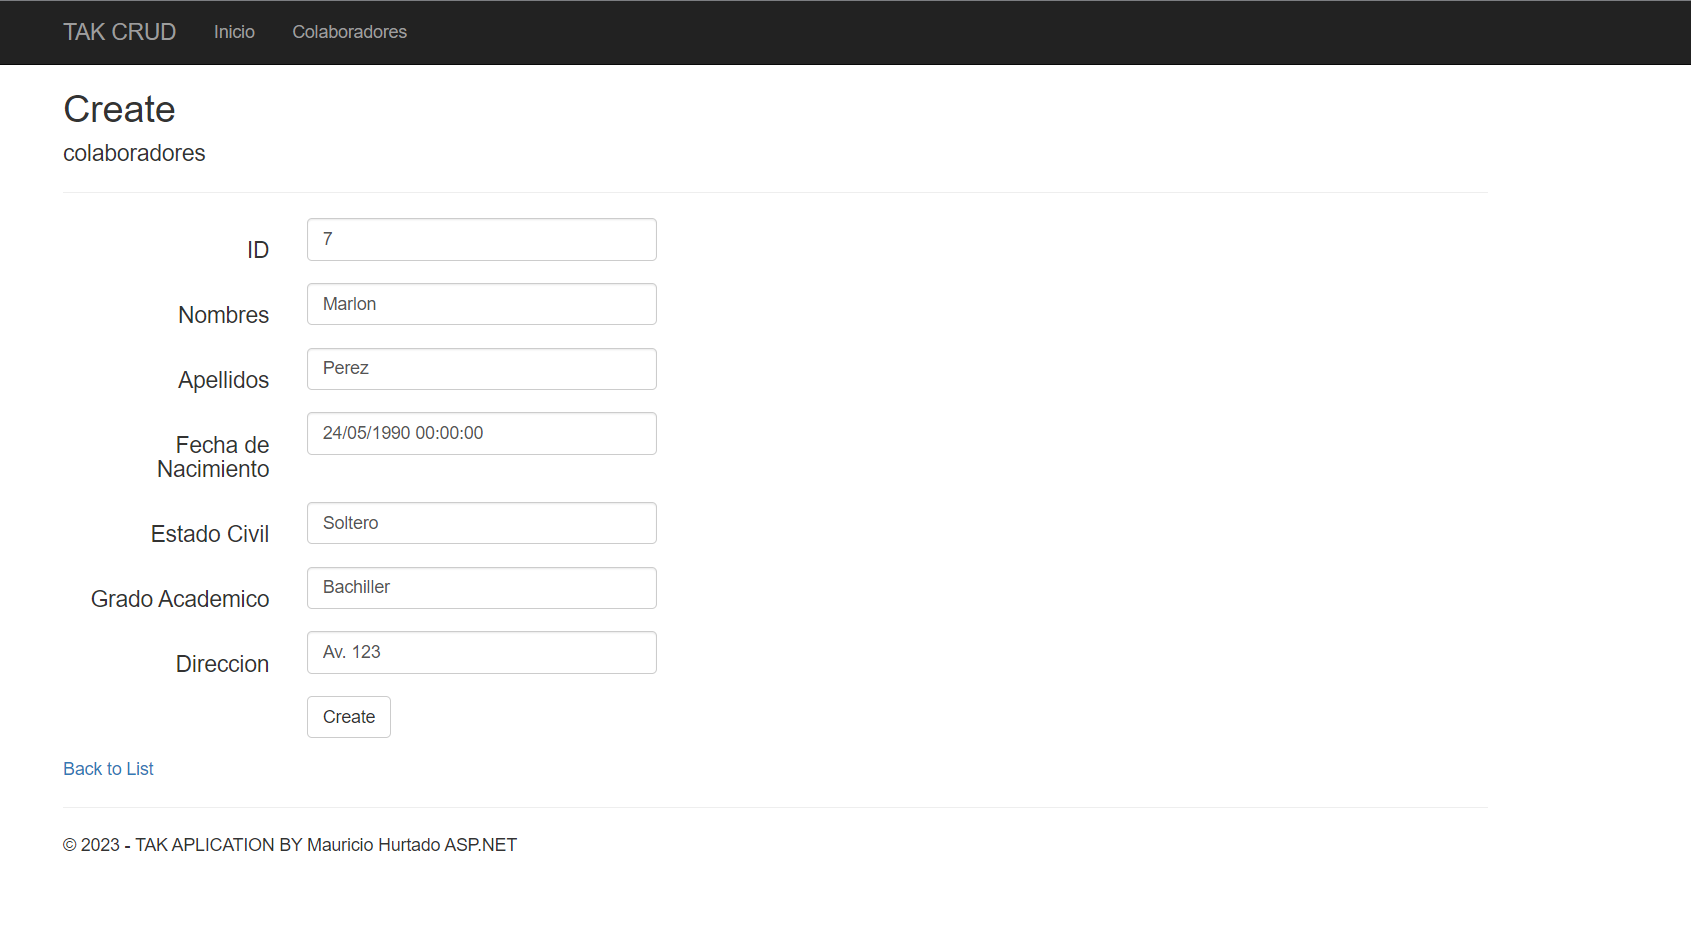 TAK CRUD Inicio Colaboradores
Create
colaboradores
ID 7
Nombres Marlon
Apellidos Perez
Fecha de 24/05/1990 00:00:00
Nacimiento
Estado Civil Soltero
Grado Academico Bachiller
Direccion Av. 123
Create
Back to List
© 2023 - TAK APLICATION BY Mauricio Hurtado ASP.NET